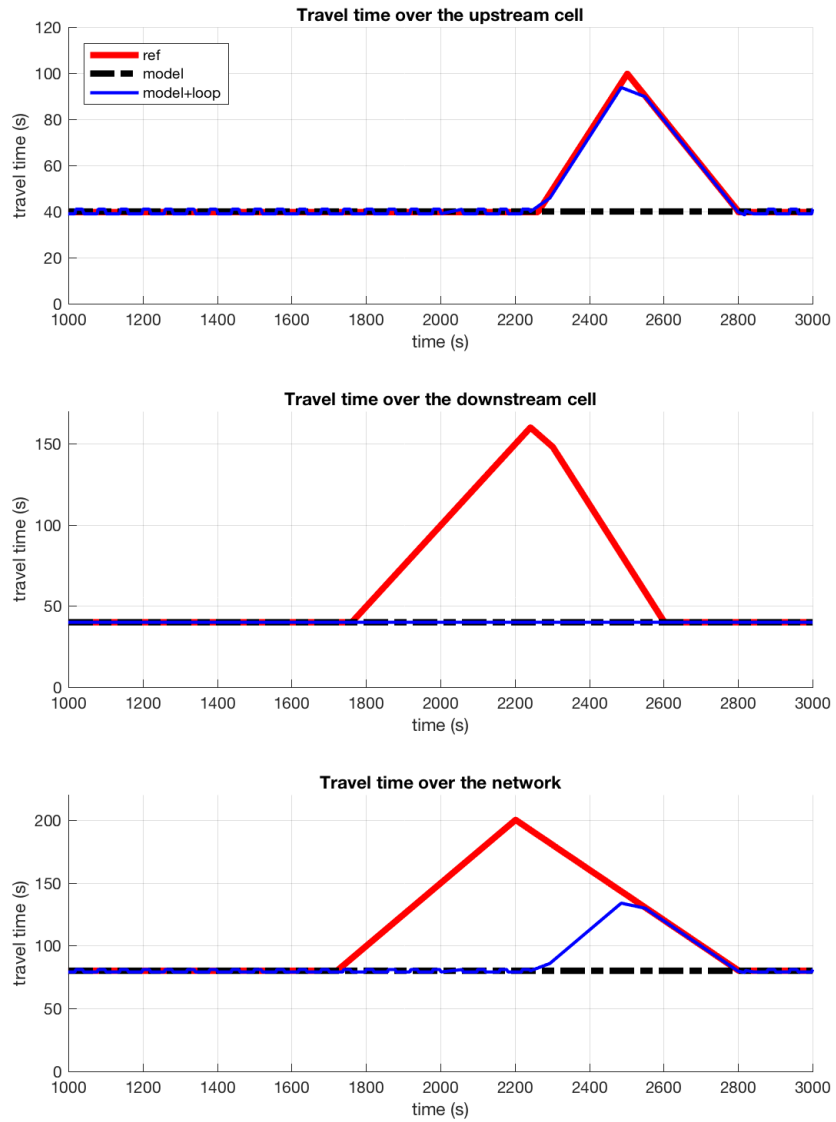 Travel time over the upstream cell
120
100
80
60
40
20
0
travel time (s)
ref
model
model+loop
1000 1200 1400 1600 1800 2000 2200 2400 2600 2800 3000
time (s)
Travel time over the downstream cell
150
100
50
0
travel time (s)
1000 1200 1400 1600 1800 2000 2200 2400 2600 2800 3000
time (s)
Travel time over the network
200
150
100
50
0
travel time (s)
1000 1200 1400 1600 1800 2000 2200 2400 2600 2800 3000
time (s)